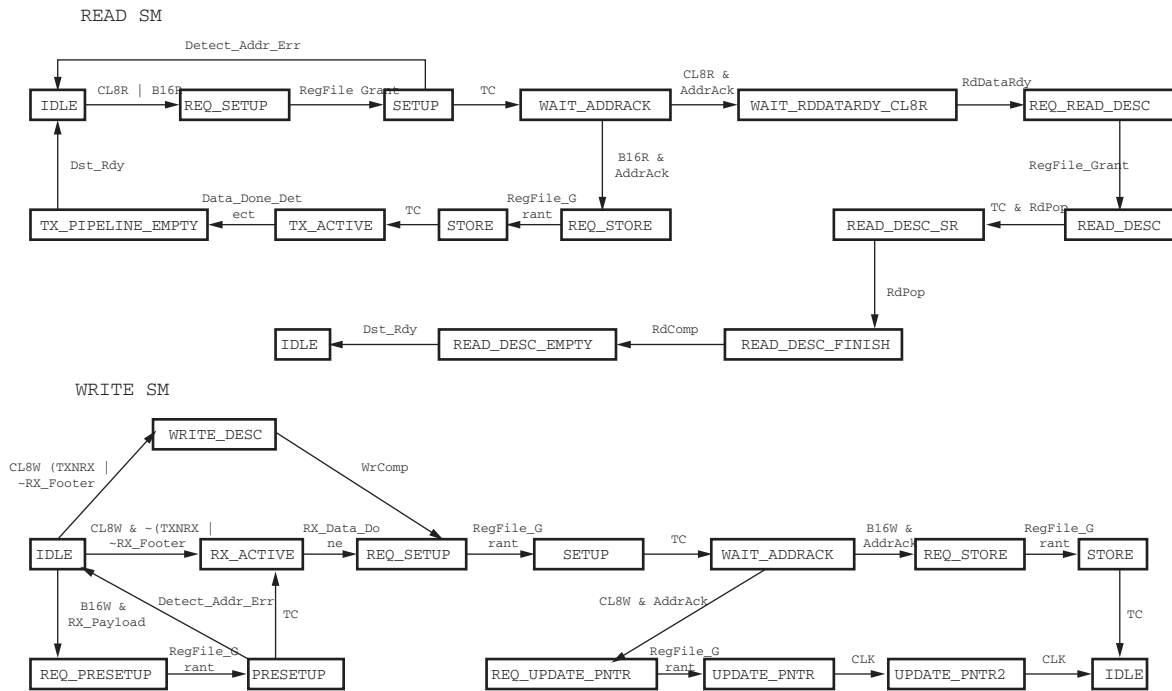 READ SM
Detect_Addr_Err
CL8R | B16R
RegFile Grant
TC
CL8R &
AddrAck
RdDataRdy
IDLE
REQ_SETUP
SETUP
WAIT_ADDRACK
WAIT_RDDATARDY_CL8R
REQ_READ_DESC
Dst_Rdy
B16R &
AddrAck
RegFile_Grant
Data_Done_Det
ect
TC
RegFile_G
rant
TC & RdPop
TX_PIPELINE_EMPTY
TX_ACTIVE
STORE
REQ_STORE
READ_DESC_SR
READ_DESC
RdPop
Dst_Rdy
RdComp
IDLE
READ_DESC_EMPTY
READ_DESC_FINISH
WRITE SM
WRITE_DESC
CL8W (TXNRX |
~RX_Footer
WrComp
CL8W & ~(TXNRX |
~RX_Footer
RX_Data_Do
ne
RegFile_G
rant
TC
B16W &
AddrAck
RegFile_G
rant
IDLE
RX_ACTIVE
REQ_SETUP
SETUP
WAIT_ADDRACK
REQ_STORE
STORE
B16W &
RX_Payload
Detect_Addr_Err
TC
CL8W & AddrAck
TC
RegFile_G
rant
RegFile_G
rant
CLK
CLK
REQ_PRESETUP
PRESETUP
REQ_UPDATE_PNTR
UPDATE_PNTR
UPDATE_PNTR2
IDLE